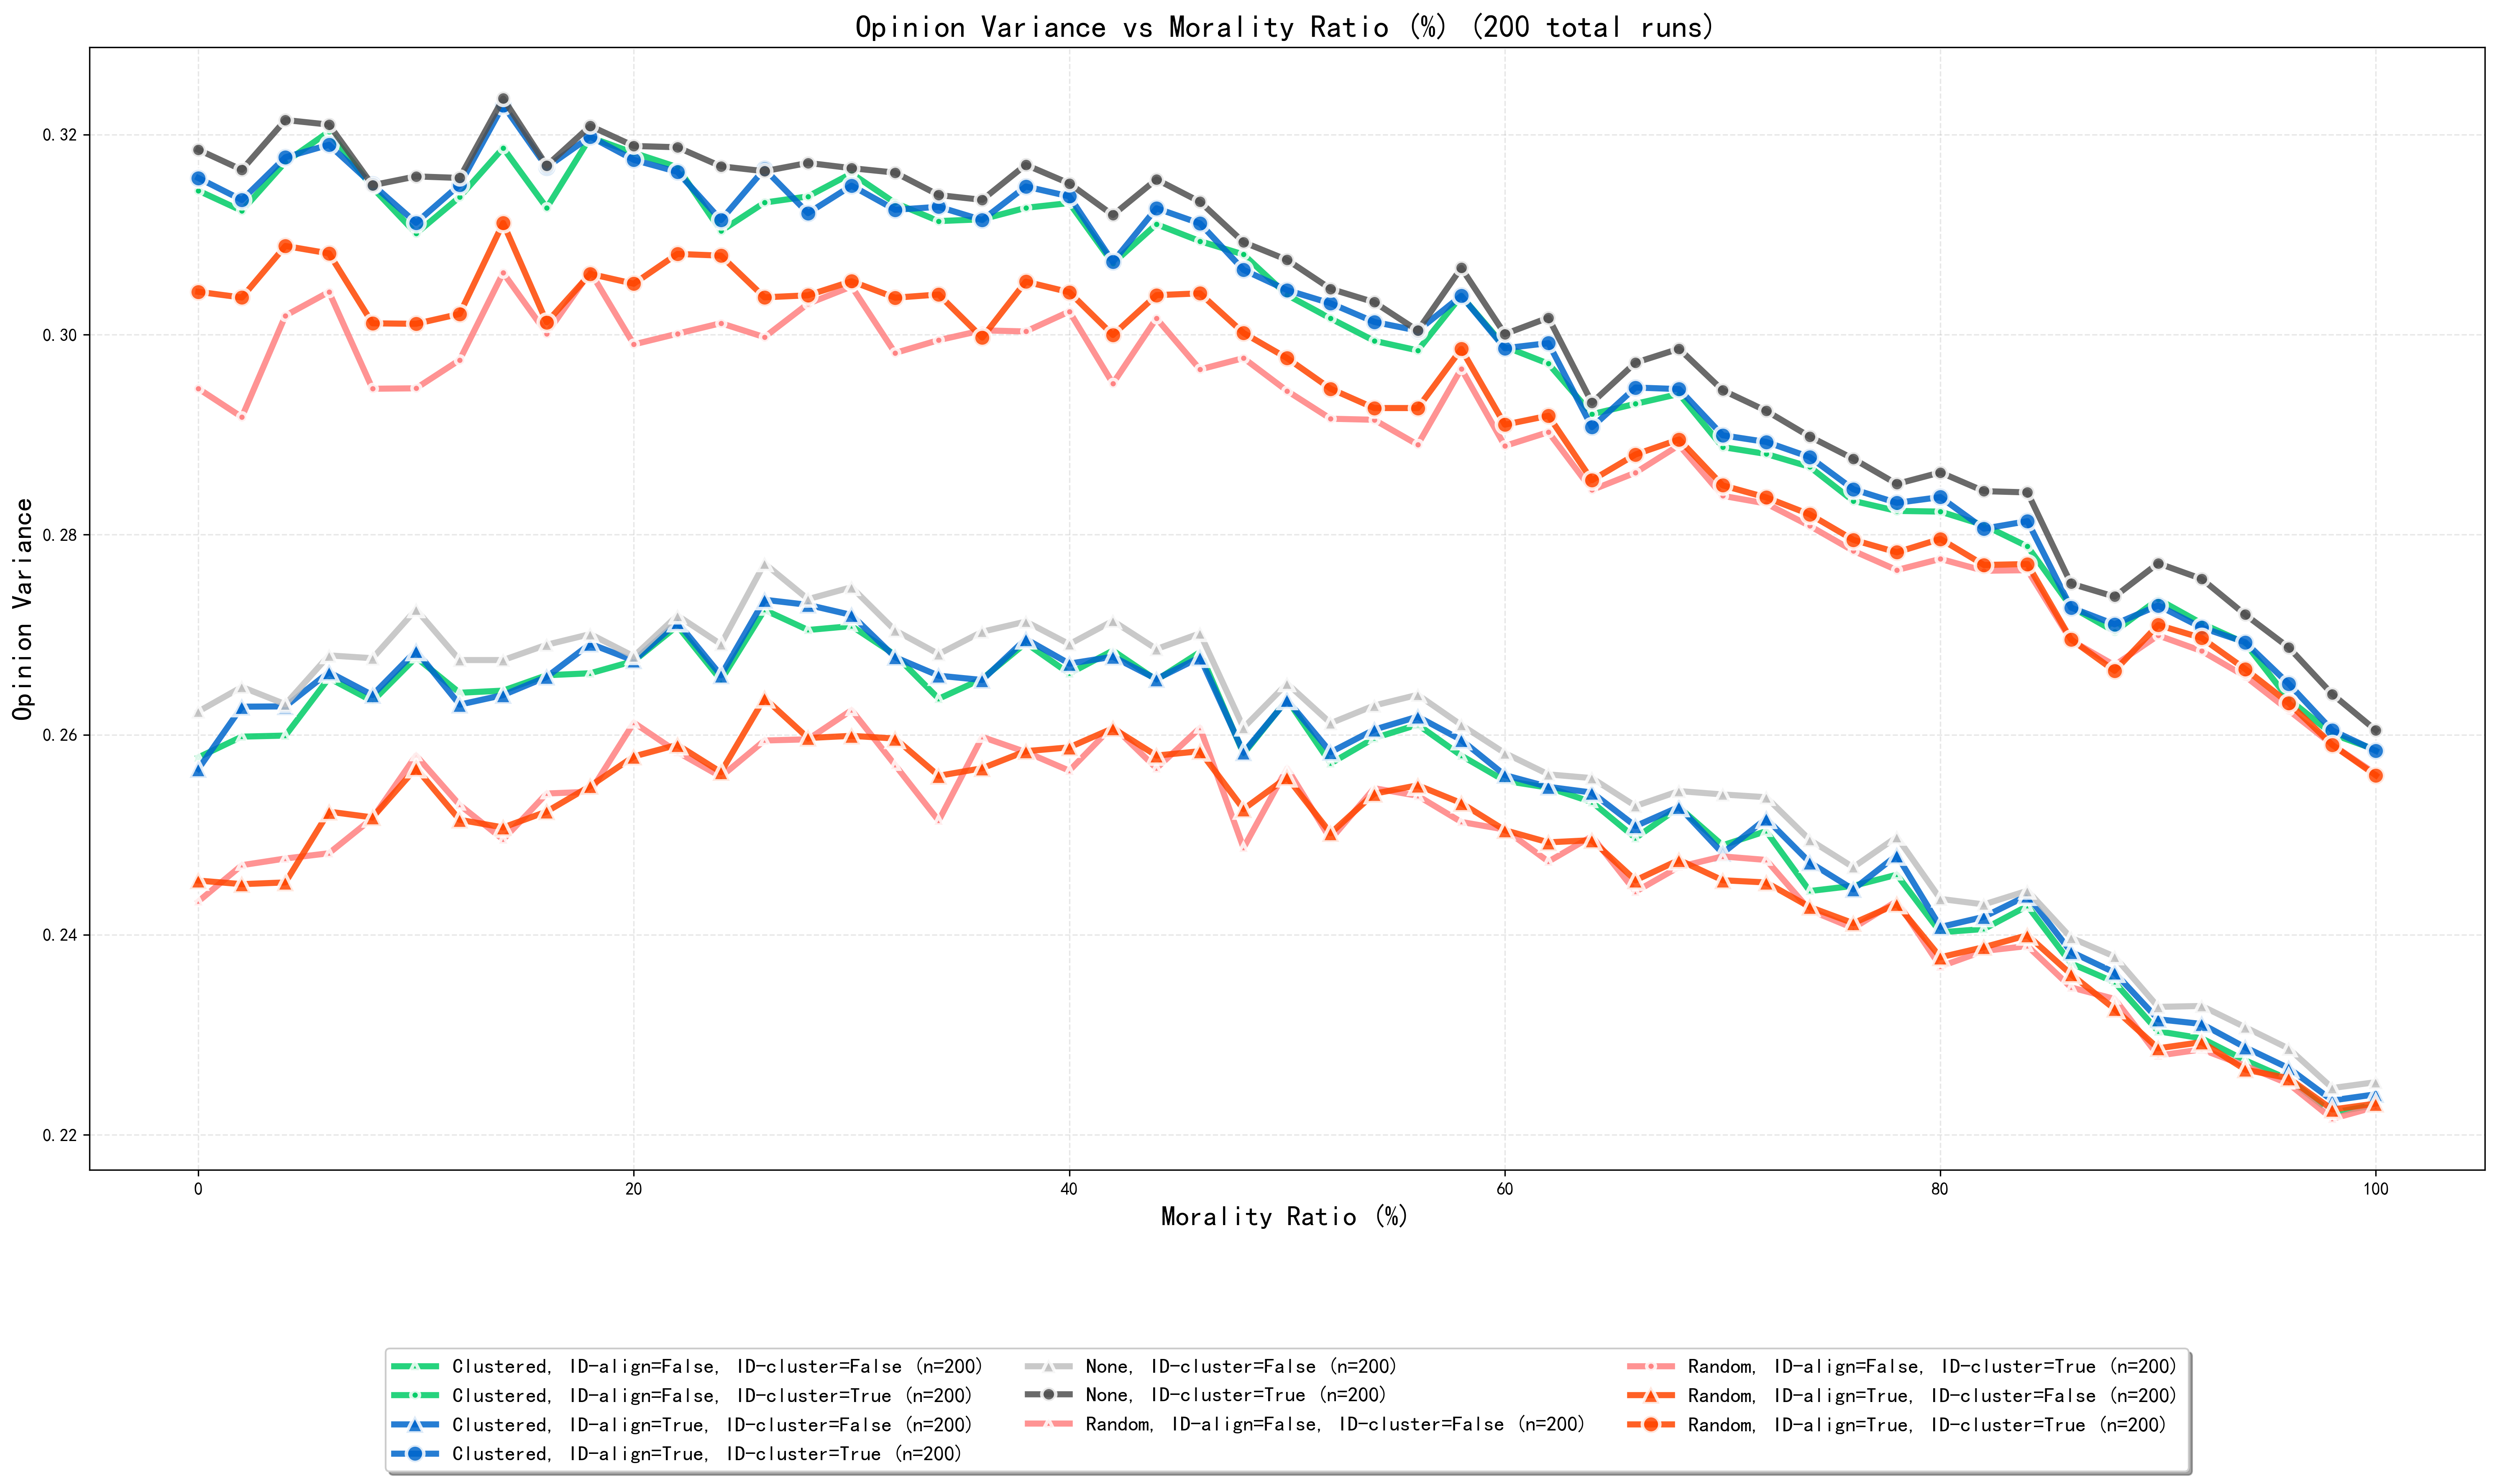 Opinion Variance vs Morality Ratio (%) (200 total runs)
Opinion Variance
0.32
0.30
0.28
0.26
0.24
0.22
0
20
40
60
80
100
Morality Ratio (%)
Clustered, ID-align=False, ID-cluster=False (n=200)
Clustered, ID-align=False, ID-cluster=True (n=200)
Clustered, ID-align=True, ID-cluster=False (n=200)
Clustered, ID-align=True, ID-cluster=True (n=200)
None, ID-cluster=False (n=200)
None, ID-cluster=True (n=200)
Random, ID-align=False, ID-cluster=False (n=200)
Random, ID-align=False, ID-cluster=True (n=200)
Random, ID-align=True, ID-cluster=False (n=200)
Random, ID-align=True, ID-cluster=True (n=200)